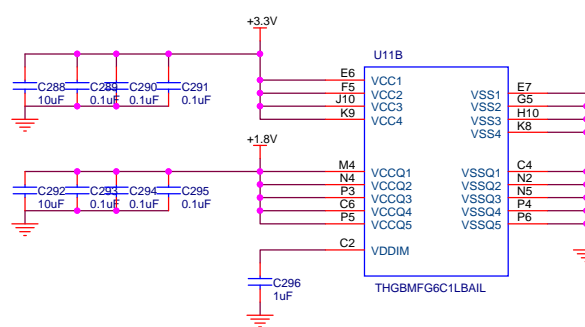 +3.3V
U11B
C288
C289
C290
C291
10uF
0.1uF
0.1uF
0.1uF
E6
VCC1
F5
VCC2
J10
VCC3
K9
VCC4
VSS1
E7
VSS2
G5
VSS3
H10
VSS4
K8
+1.8V
C292
C293
C294
C295
10uF
0.1uF
0.1uF
0.1uF
M4
VCCQ1
N4
VCCQ2
P3
VCCQ3
C6
VCCQ4
P5
VCCQ5
VSSQ1
C4
VSSQ2
N2
VSSQ3
N5
VSSQ4
P4
VSSQ5
P6
C2
VDDIM
C296
1uF
THGBMFG6C1LBAIL